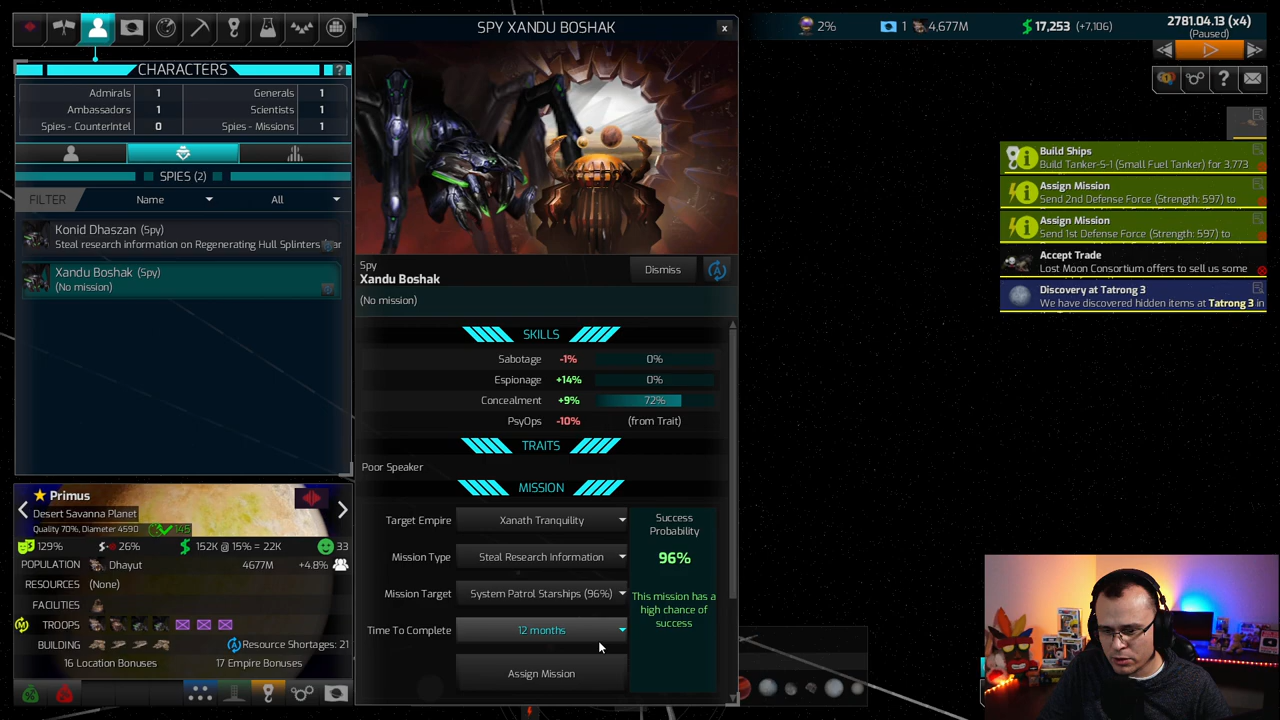 SPY XANDU BOSHAK
x
2%
1
4,677M
$ 17,253 (+7,106)
2781.04.13 (x4)
(Paused)
CHARACTERS
?
Admirals 1 Generals 1
Ambassadors 1 Scientists 1
Spies - CounterIntel 0 Spies - Missions 1
SPIES (2)
FILTER Name All
Konid Dhaszan (Spy)
Steal research information on Regenerating Hull Splinters
Xandu Boshak (Spy)
(No mission)
Spy
Xandu Boshak
Dismiss
(No mission)
SKILLS
Sabotage -1% 0%
Espionage +14% 0%
Concealment +9% 72%
PsyOps -10% (from Trait)
TRAITS
Poor Speaker
MISSION
Target Empire Xanath Tranquility
Mission Type Steal Research Information
Mission Target System Patrol Starships (96%)
Time To Complete 12 months
Assign Mission
Success
Probability
96%
This mission has a
high chance of
success
Primus
Desert Savanna Planet
Quality 70%, Diameter 4590 145
129% 26% $ 152K @ 15% = 22K 33
POPULATION Dhayut 4677M +4.8%
RESOURCES (None)
FACILITIES
TROOPS
BUILDING Resource Shortages: 21
16 Location Bonuses 17 Empire Bonuses
?
Build Ships
Build Tanker-S-1 (Small Fuel Tanker) for 3,773
Assign Mission
Send 2nd Defense Force (Strength: 597) to
Assign Mission
Send 1st Defense Force (Strength: 597) to
Accept Trade
Lost Moon Consortium offers to sell us some
Discovery at Tatrong 3
We have discovered hidden items at Tatrong 3 in